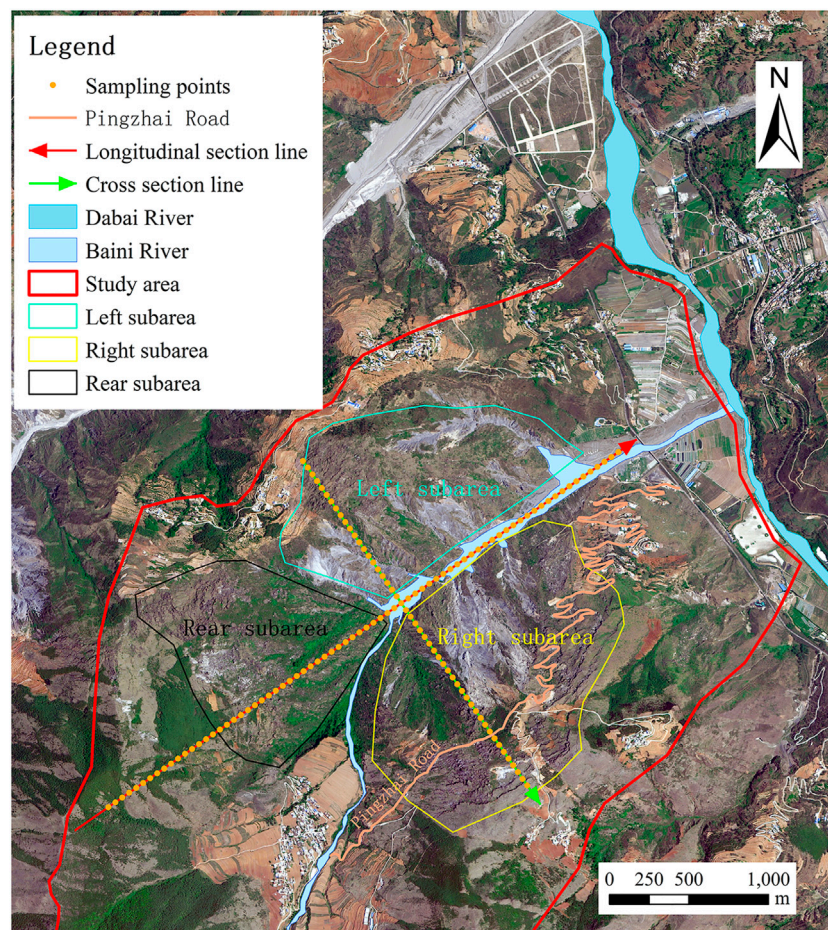 Legend
Sampling points
Pingzhai Road
Longitudinal section line
Cross section line
Dabai River
Baini River
Study area
Left subarea
Right subarea
Rear subarea
N
Left subarea
Rear subarea
Right subarea
Pingzhai Road
0 250 500 1,000
m